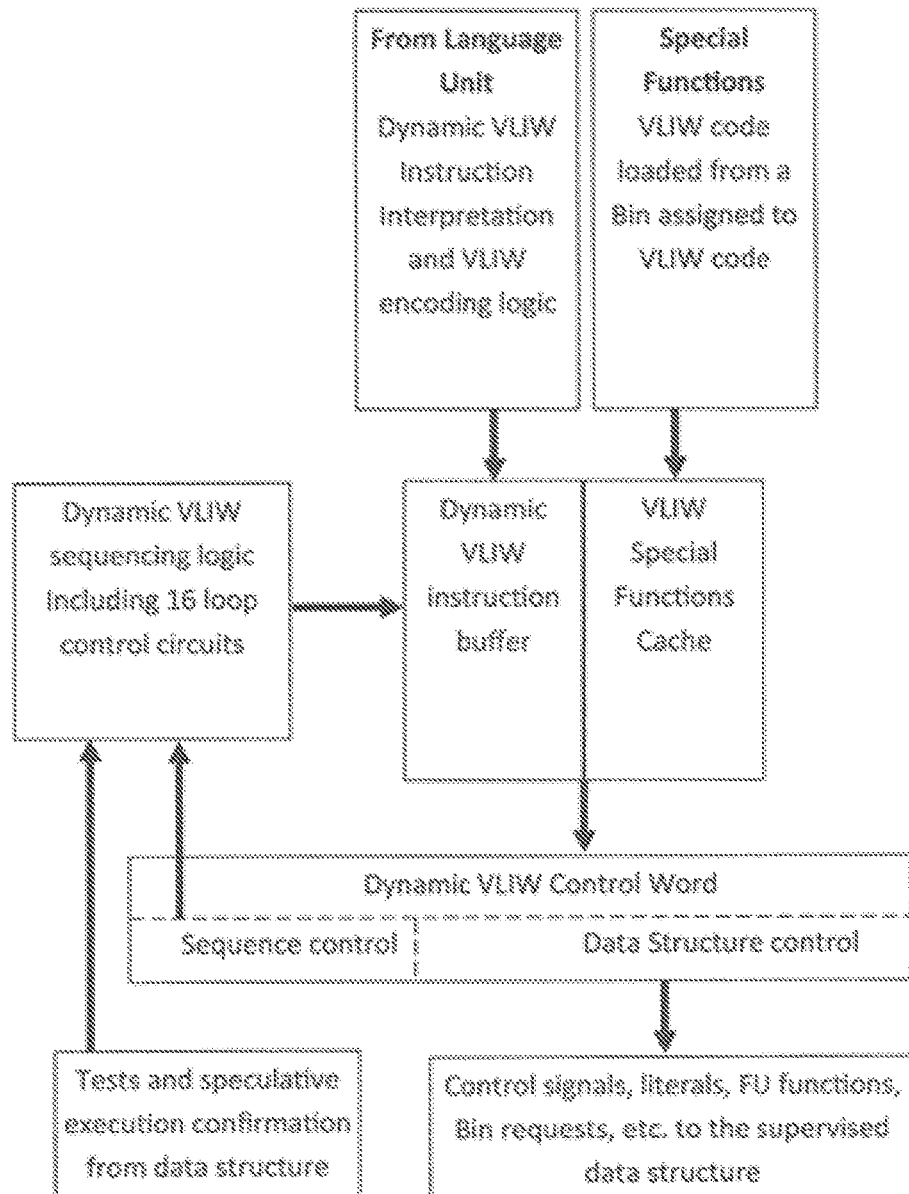 From Language
Unit
Dynamic VLIW
Instruction
Interpretation
and VLIW
encoding logic
Special
Functions
VLIW code
loaded from a
Bin assigned to
VLIW code
Dynamic VLIW
sequencing logic
Including 16 loop
control circuits
Dynamic
VLIW
instruction
buffer
VLIW
Special
Functions
Cache
Dynamic VLIW Control Word
Sequence control
Data Structure control
Tests and speculative
execution confirmation
from data structure
Control signals, literals, FU functions,
Bin requests, etc. to the supervised
data structure